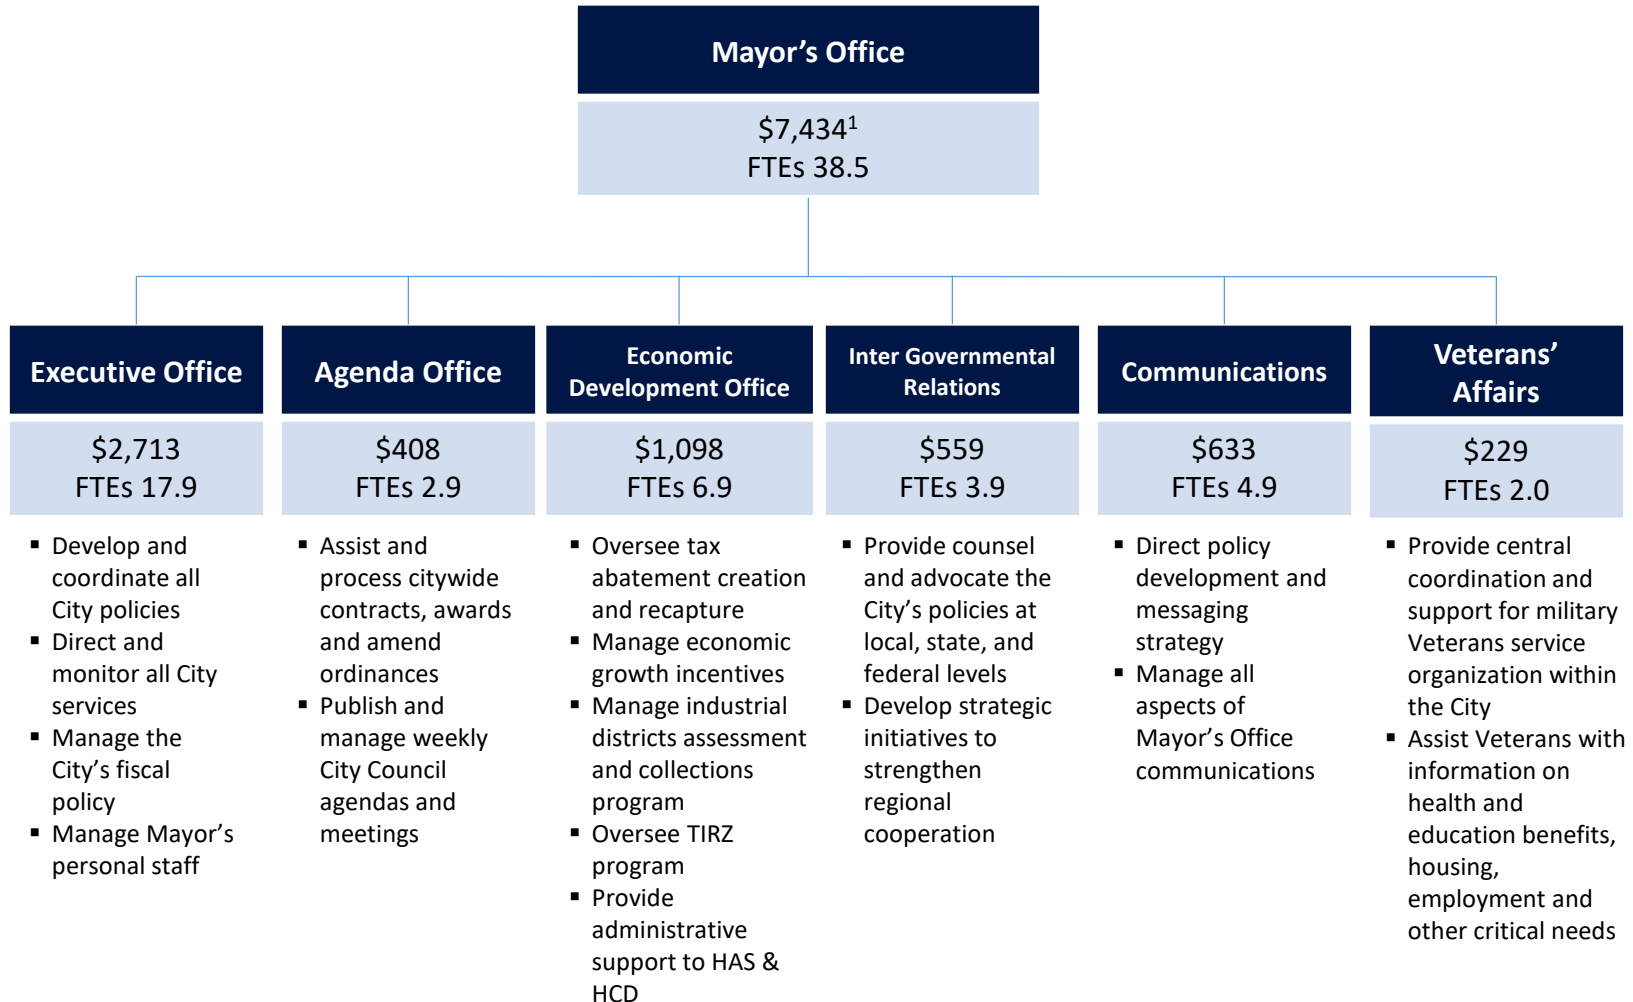 Mayor’s Office
$7,434¹
FTEs 38.5
Executive Office
$2,713
FTEs 17.9
▪ Develop and
coordinate all
City policies
▪ Direct and
monitor all City
services
▪ Manage the
City’s fiscal
policy
▪ Manage Mayor’s
personal staff
Agenda Office
$408
FTEs 2.9
▪ Assist and
process citywide
contracts, awards
and amend
ordinances
▪ Publish and
manage weekly
City Council
agendas and
meetings
Economic
Development Office
$1,098
FTEs 6.9
▪ Oversee tax
abatement creation
and recapture
▪ Manage economic
growth incentives
▪ Manage industrial
districts assessment
and collections
program
▪ Oversee TIRZ
program
▪ Provide
administrative
support to HAS &
HCD
Inter Governmental
Relations
$559
FTEs 3.9
▪ Provide counsel
and advocate the
City’s policies at
local, state, and
federal levels
▪ Develop strategic
initiatives to
strengthen
regional
cooperation
Communications
$633
FTEs 4.9
▪ Direct policy
development and
messaging
strategy
▪ Manage all
aspects of
Mayor’s Office
communications
Veterans’
Affairs
$229
FTEs 2.0
▪ Provide central
coordination and
support for military
Veterans service
organization within
the City
▪ Assist Veterans with
information on
health and
education benefits,
housing,
employment and
other critical needs